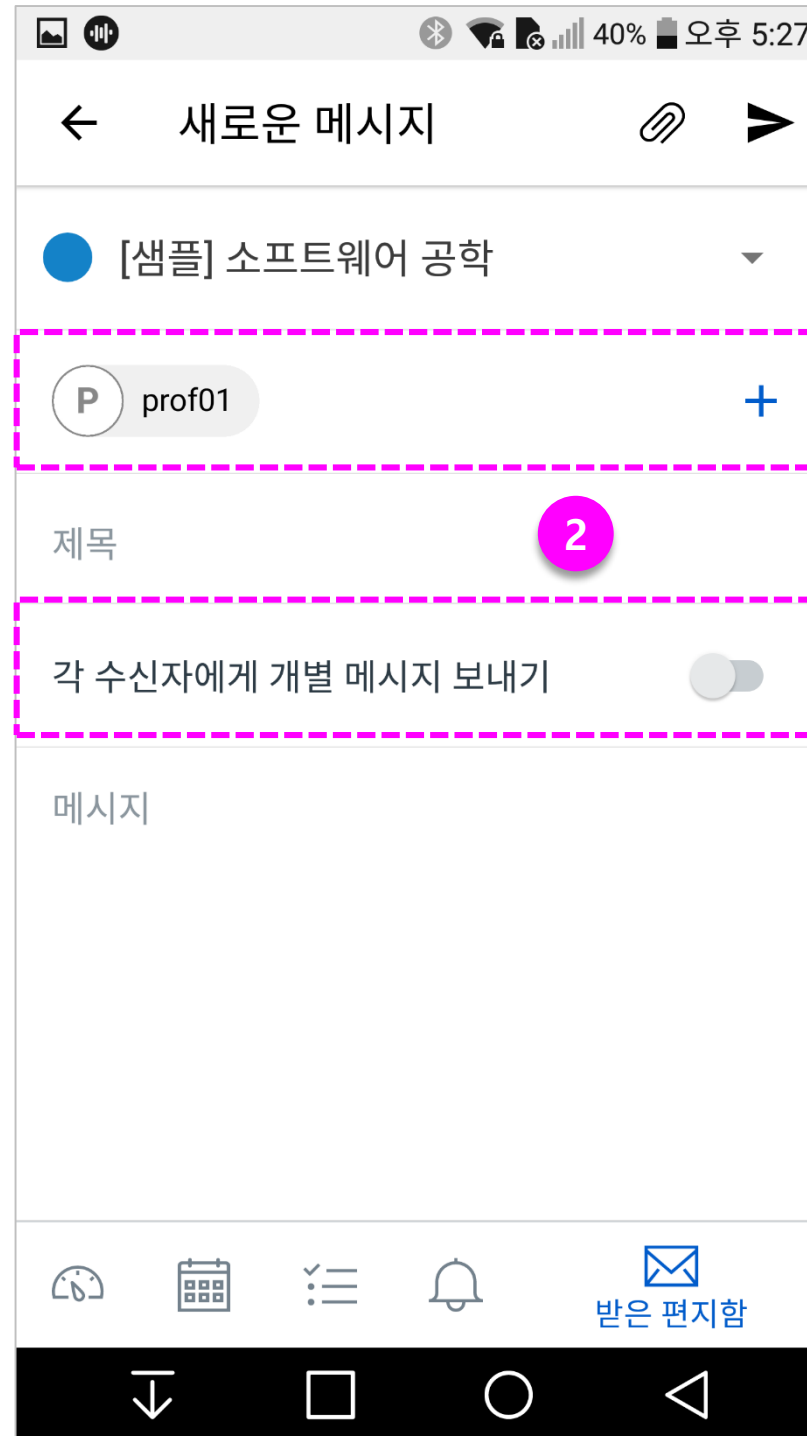 40% 오후 5:27
새로운 메시지
[샘플] 소프트웨어 공학
P prof01
제목
2
각 수신자에게 개별 메시지 보내기
메시지
받은 편지함